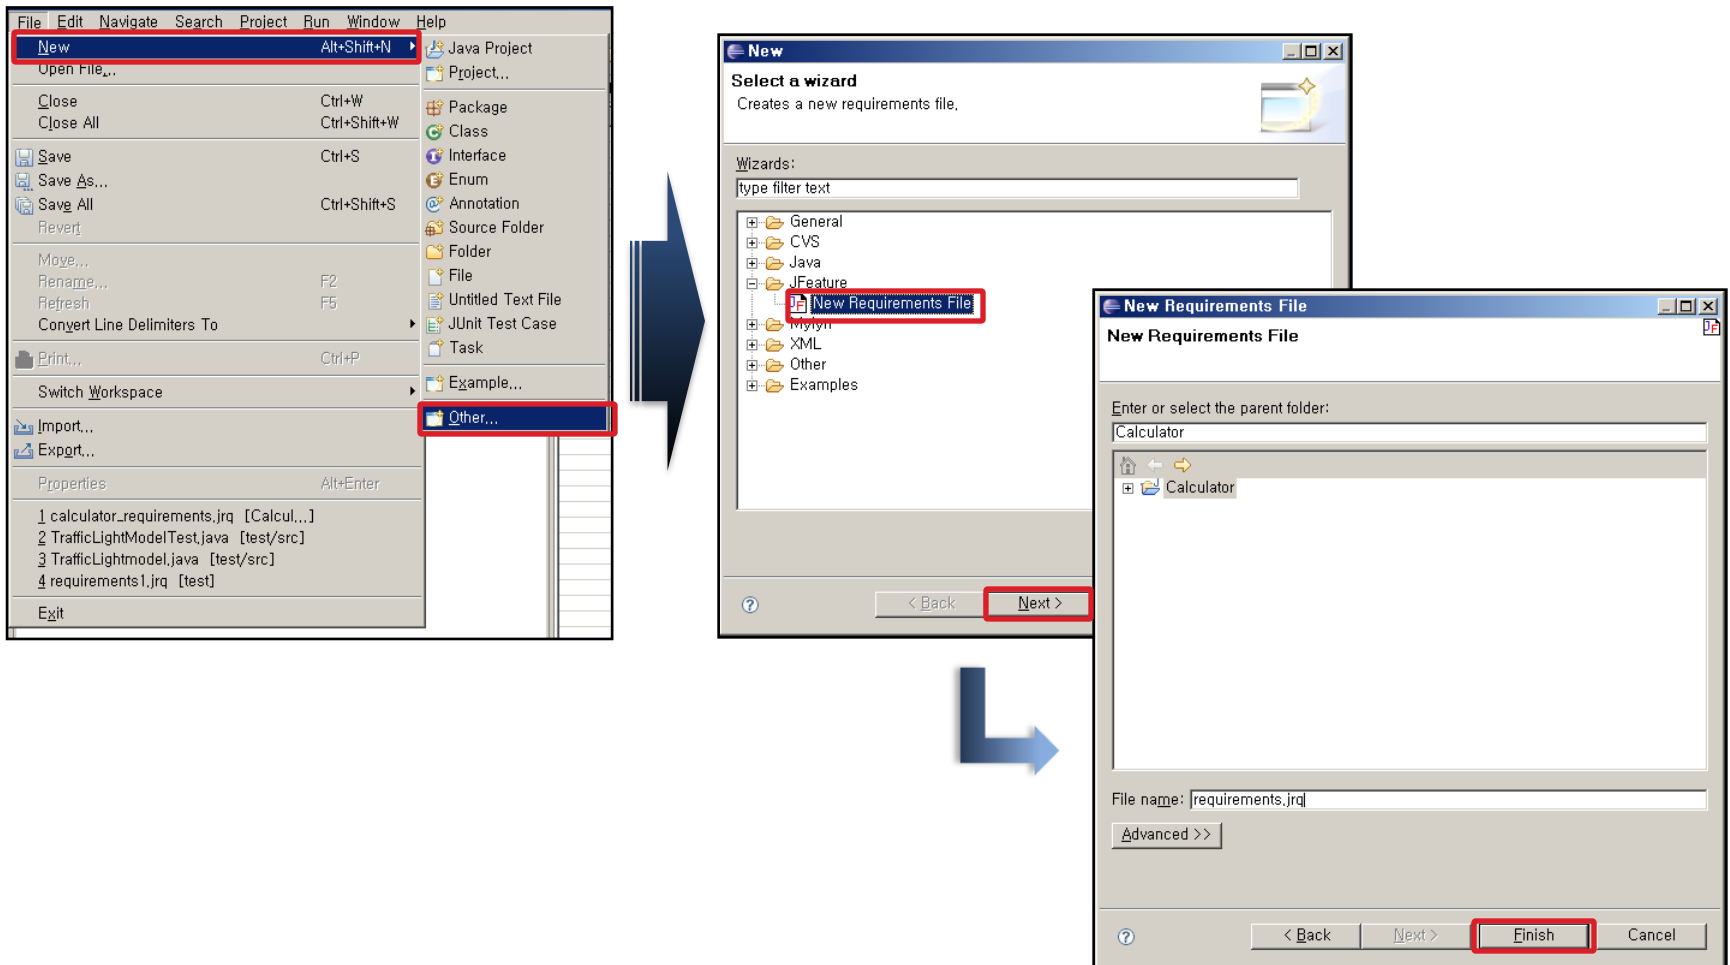 File Edit Navigate Search Project Run Window Help
New Alt+Shift+N
Open File...
Close Ctrl+W
Close All Ctrl+Shift+W
Save Ctrl+S
Save As...
Save All Ctrl+Shift+S
Revert
Move...
Rename... F2
Refresh F5
Convert Line Delimiters To
Print... Ctrl+P
Switch Workspace
Import...
Export...
Properties Alt+Enter
1 calculator_requirements.jrq [Calcul...]
2 TrafficLightModelTest.java [test/src]
3 TrafficLightmodel.java [test/src]
4 requirements1.jrq [test]
Exit
Java Project
Project...
Package
Class
Interface
Enum
Annotation
Source Folder
Folder
File
Untitled Text File
JUnit Test Case
Task
Example...
Other...
New
Select a wizard
Creates a new requirements file.
Wizards:
type filter text
General
CVS
Java
JFeature
New Requirements File
Mylyn
XML
Other
Examples
< Back Next >
New Requirements File
New Requirements File
Enter or select the parent folder:
Calculator
Calculator
File name: requirements.jrq
Advanced >>
< Back Next > Finish Cancel